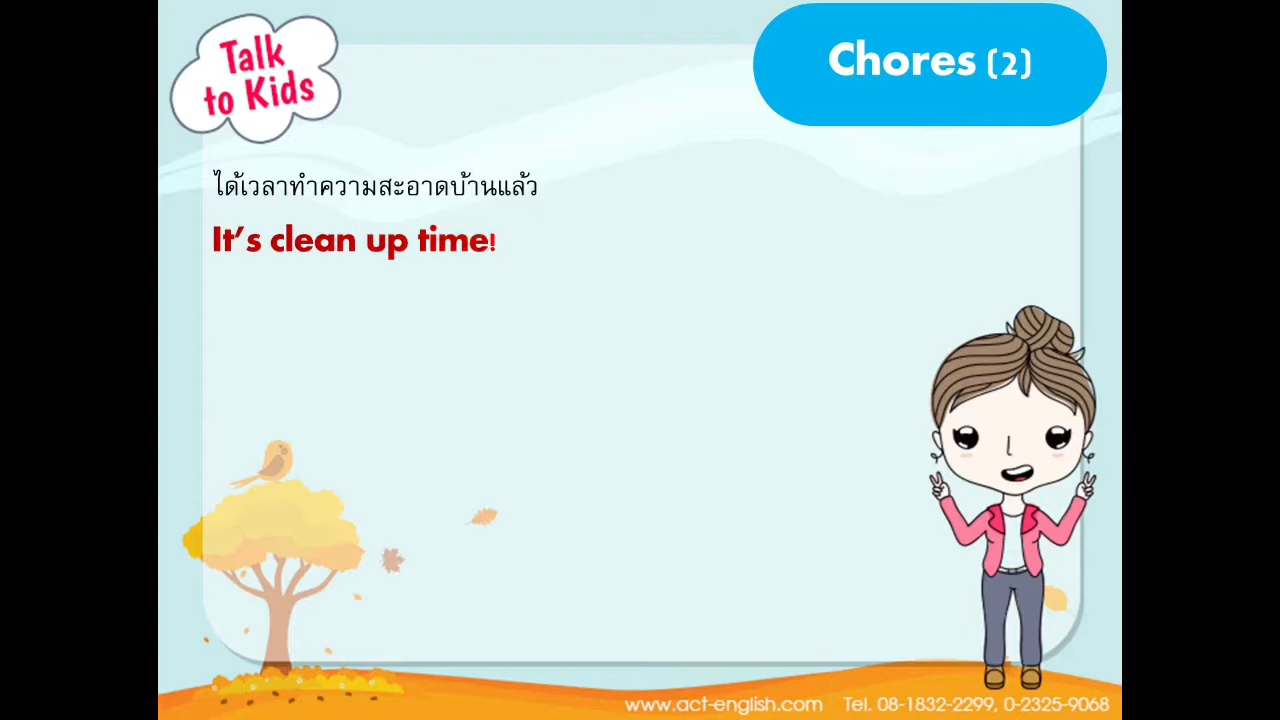 Talk
to Kids
Chores (2)
ได้เวลาทำความสะอาดบ้านแล้ว
It's clean up time!
www.act-english.com Tel. 08-1832-2299, 0-2325-9068